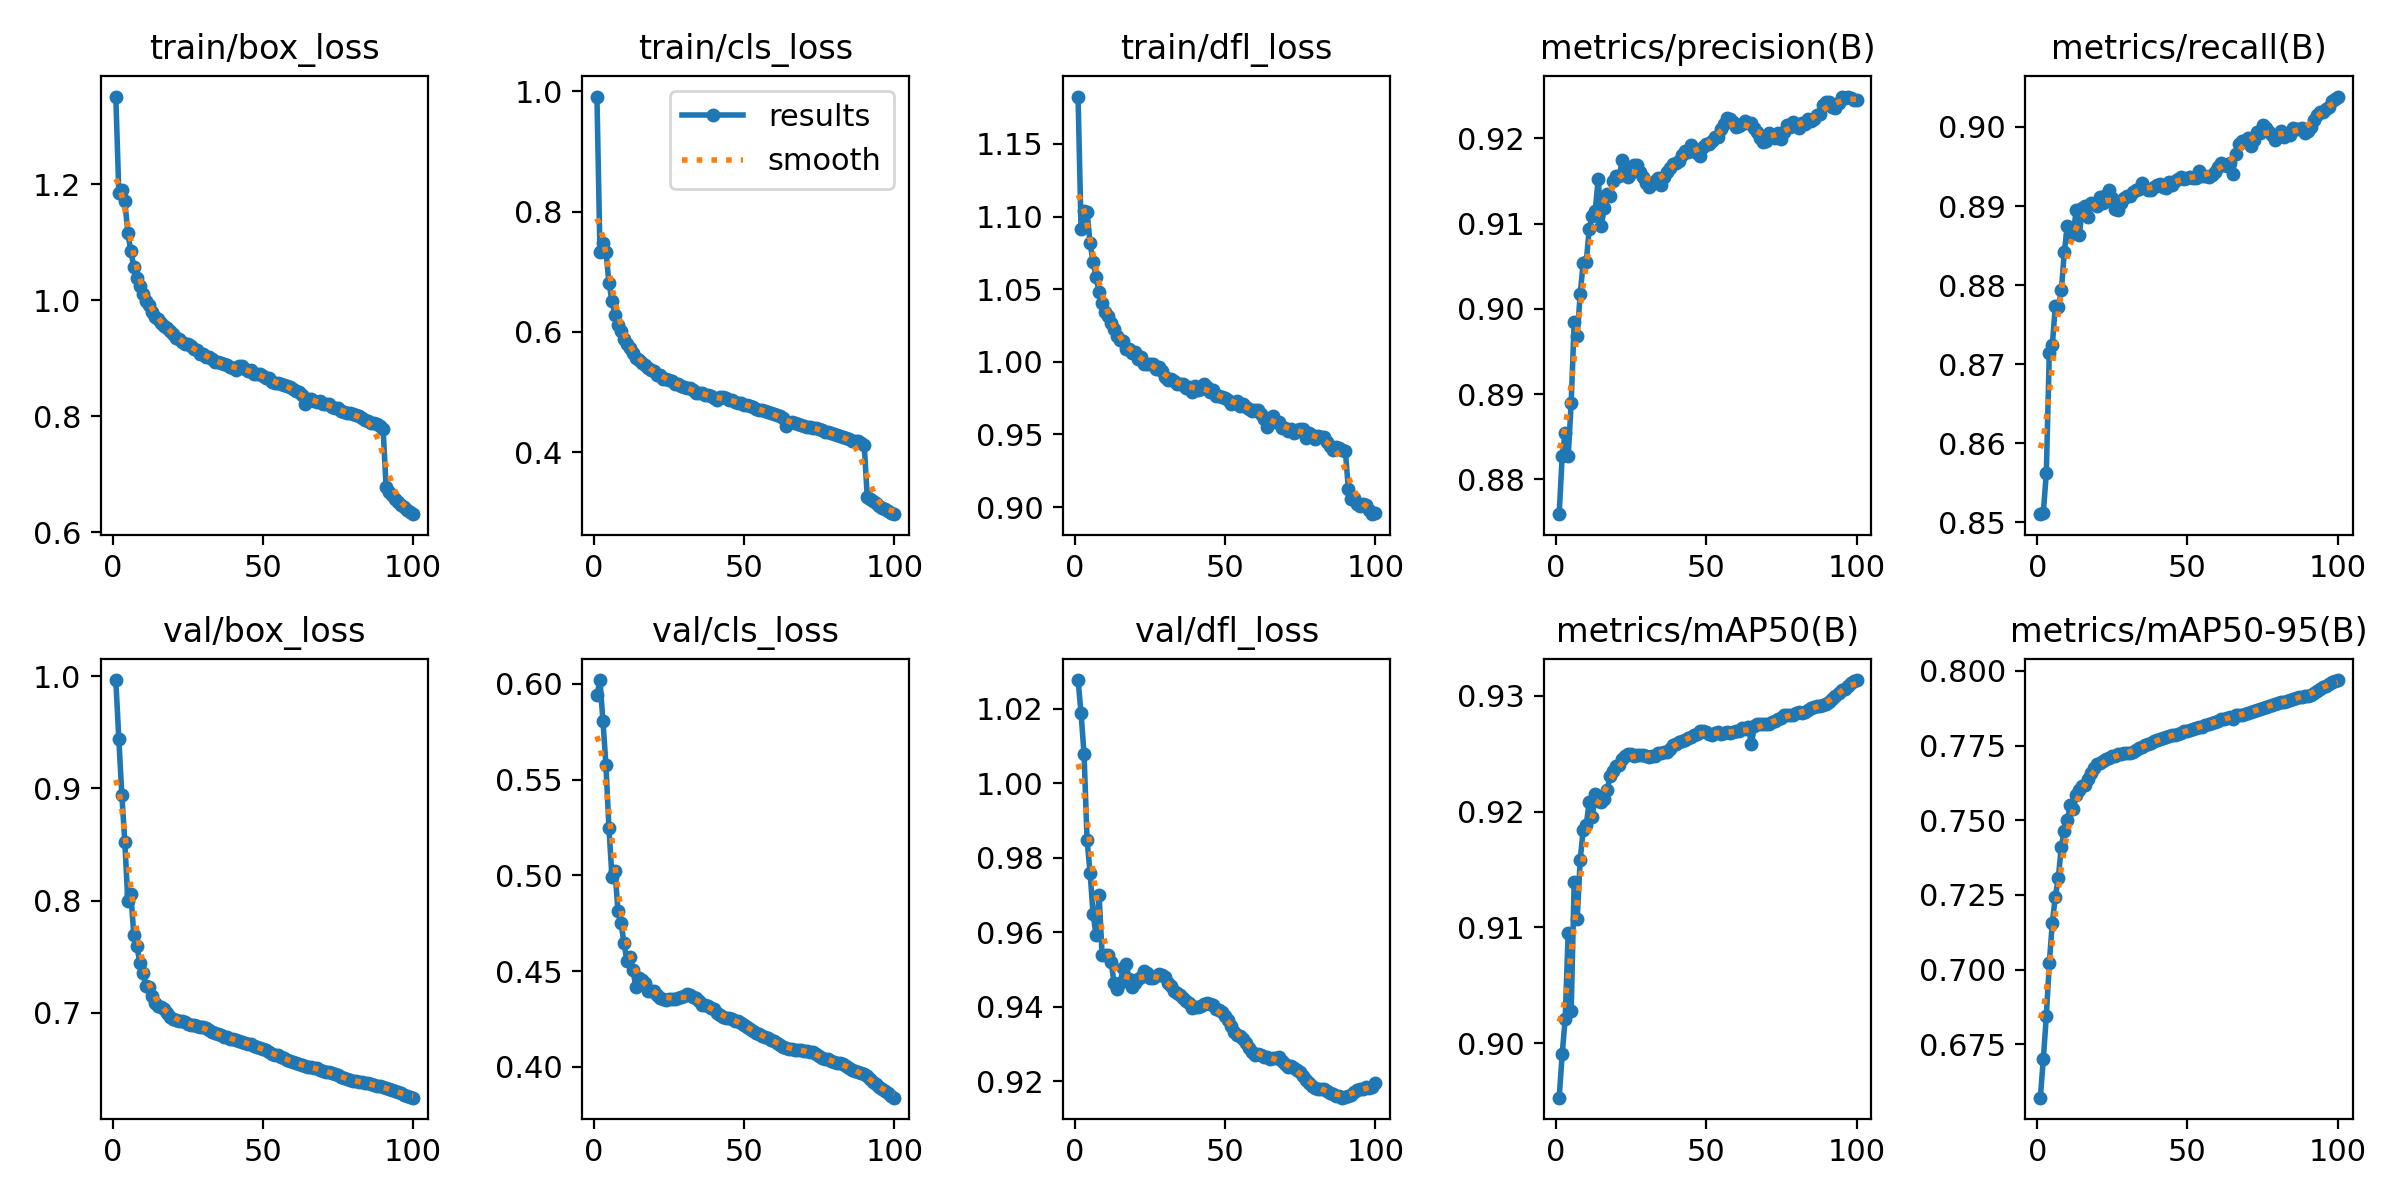 train/box_loss
1.2
1.0
0.8
0.6
0 50 100
train/cls_loss
results
smooth
1.0
0.8
0.6
0.4
0 50 100
train/dfl_loss
1.15
1.10
1.05
1.00
0.95
0.90
0 50 100
metrics/precision(B)
0.92
0.91
0.90
0.89
0.88
0 50 100
metrics/recall(B)
0.90
0.89
0.88
0.87
0.86
0.85
0 50 100
val/box_loss
1.0
0.9
0.8
0.7
0 50 100
val/cls_loss
0.60
0.55
0.50
0.45
0.40
0 50 100
val/dfl_loss
1.02
1.00
0.98
0.96
0.94
0.92
0 50 100
metrics/mAP50(B)
0.93
0.92
0.91
0.90
0 50 100
metrics/mAP50-95(B)
0.800
0.775
0.750
0.725
0.700
0.675
0 50 100